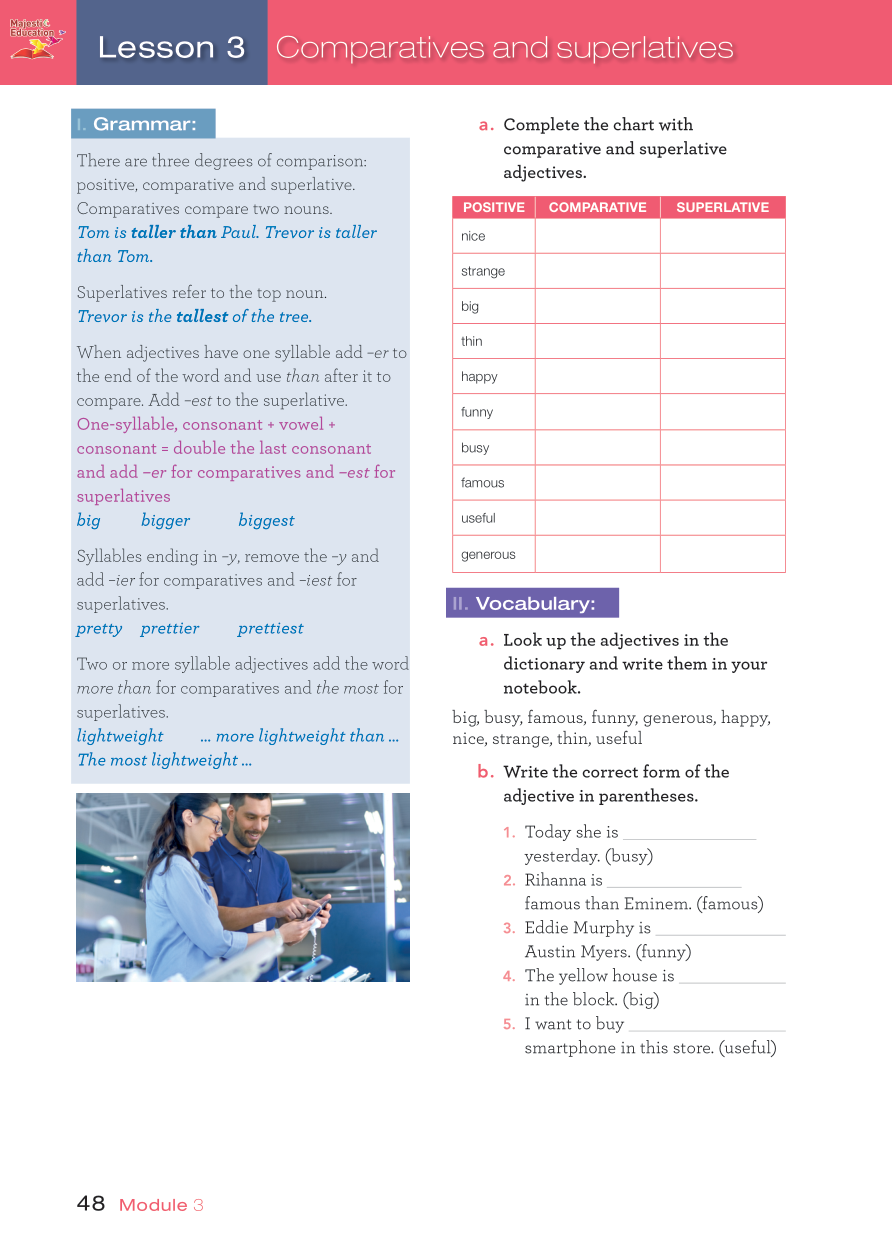 Majestic
Education
Lesson 3 Comparatives and superlatives
I. Grammar:
There are three degrees of comparison:
positive, comparative and superlative.
Comparatives compare two nouns.
Tom is taller than Paul. Trevor is taller
than Tom.
Superlatives refer to the top noun.
Trevor is the tallest of the tree.
When adjectives have one syllable add –er to
the end of the word and use than after it to
compare. Add –est to the superlative.
One-syllable, consonant + vowel +
consonant = double the last consonant
and add –er for comparatives and –est for
superlatives
big bigger biggest
Syllables ending in –y, remove the –y and
add –ier for comparatives and –iest for
superlatives.
pretty prettier prettiest
Two or more syllable adjectives add the word
more than for comparatives and the most for
superlatives.
lightweight ... more lightweight than ...
The most lightweight ...
a. Complete the chart with
comparative and superlative
adjectives.
POSITIVE COMPARATIVE SUPERLATIVE
nice
strange
big
thin
happy
funny
busy
famous
useful
generous
II. Vocabulary:
a. Look up the adjectives in the
dictionary and write them in your
notebook.
big, busy, famous, funny, generous, happy,
nice, strange, thin, useful
b. Write the correct form of the
adjective in parentheses.
1. Today she is ______________
yesterday. (busy)
2. Rihanna is ______________
famous than Eminem. (famous)
3. Eddie Murphy is ______________
Austin Myers. (funny)
4. The yellow house is ____________
in the block. (big)
5. I want to buy ________________
smartphone in this store. (useful)
48 Module 3